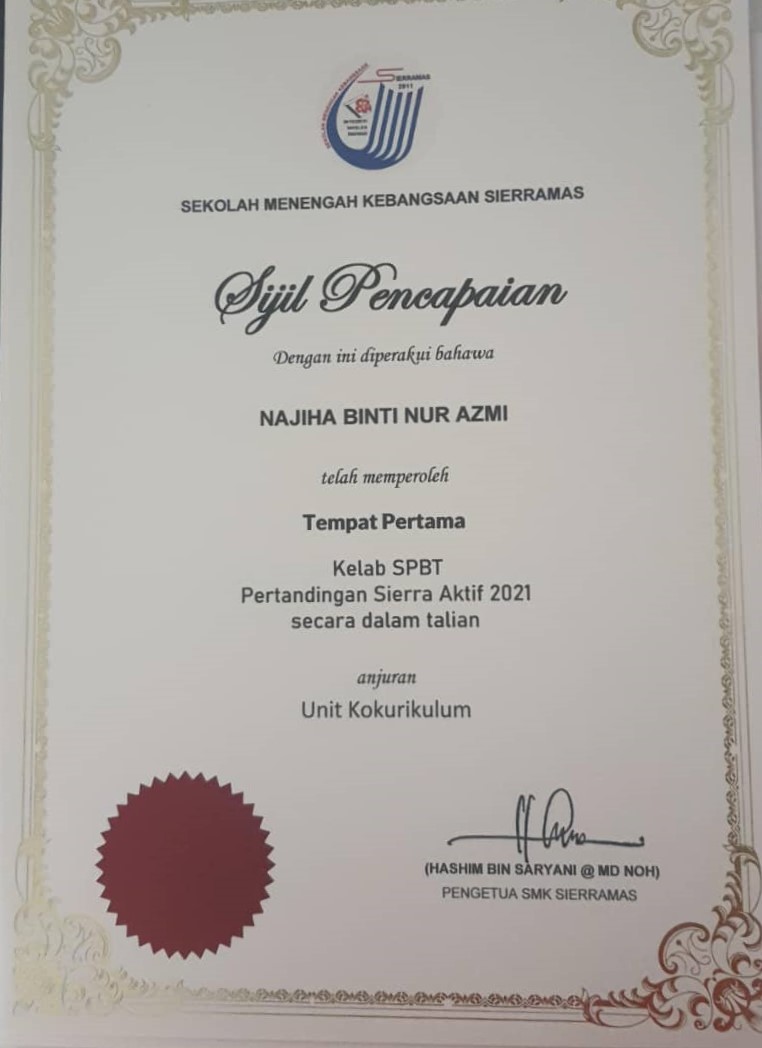 SIERRAMAS
2011
SEKOLAH MENENGAH KEBANGSAAN SIERRAMAS
Sijil Pencapaian
Dengan ini diperakui bahawa
NAJIHA BINTI NUR AZMI
telah memperoleh
Tempat Pertama
Kelab SPBT
Pertandingan Sierra Aktif 2021
secara dalam talian
anjuran
Unit Kokurikulum
(HASHIM BIN SARYANI @ MD NOH)
PENGETUA SMK SIERRAMAS